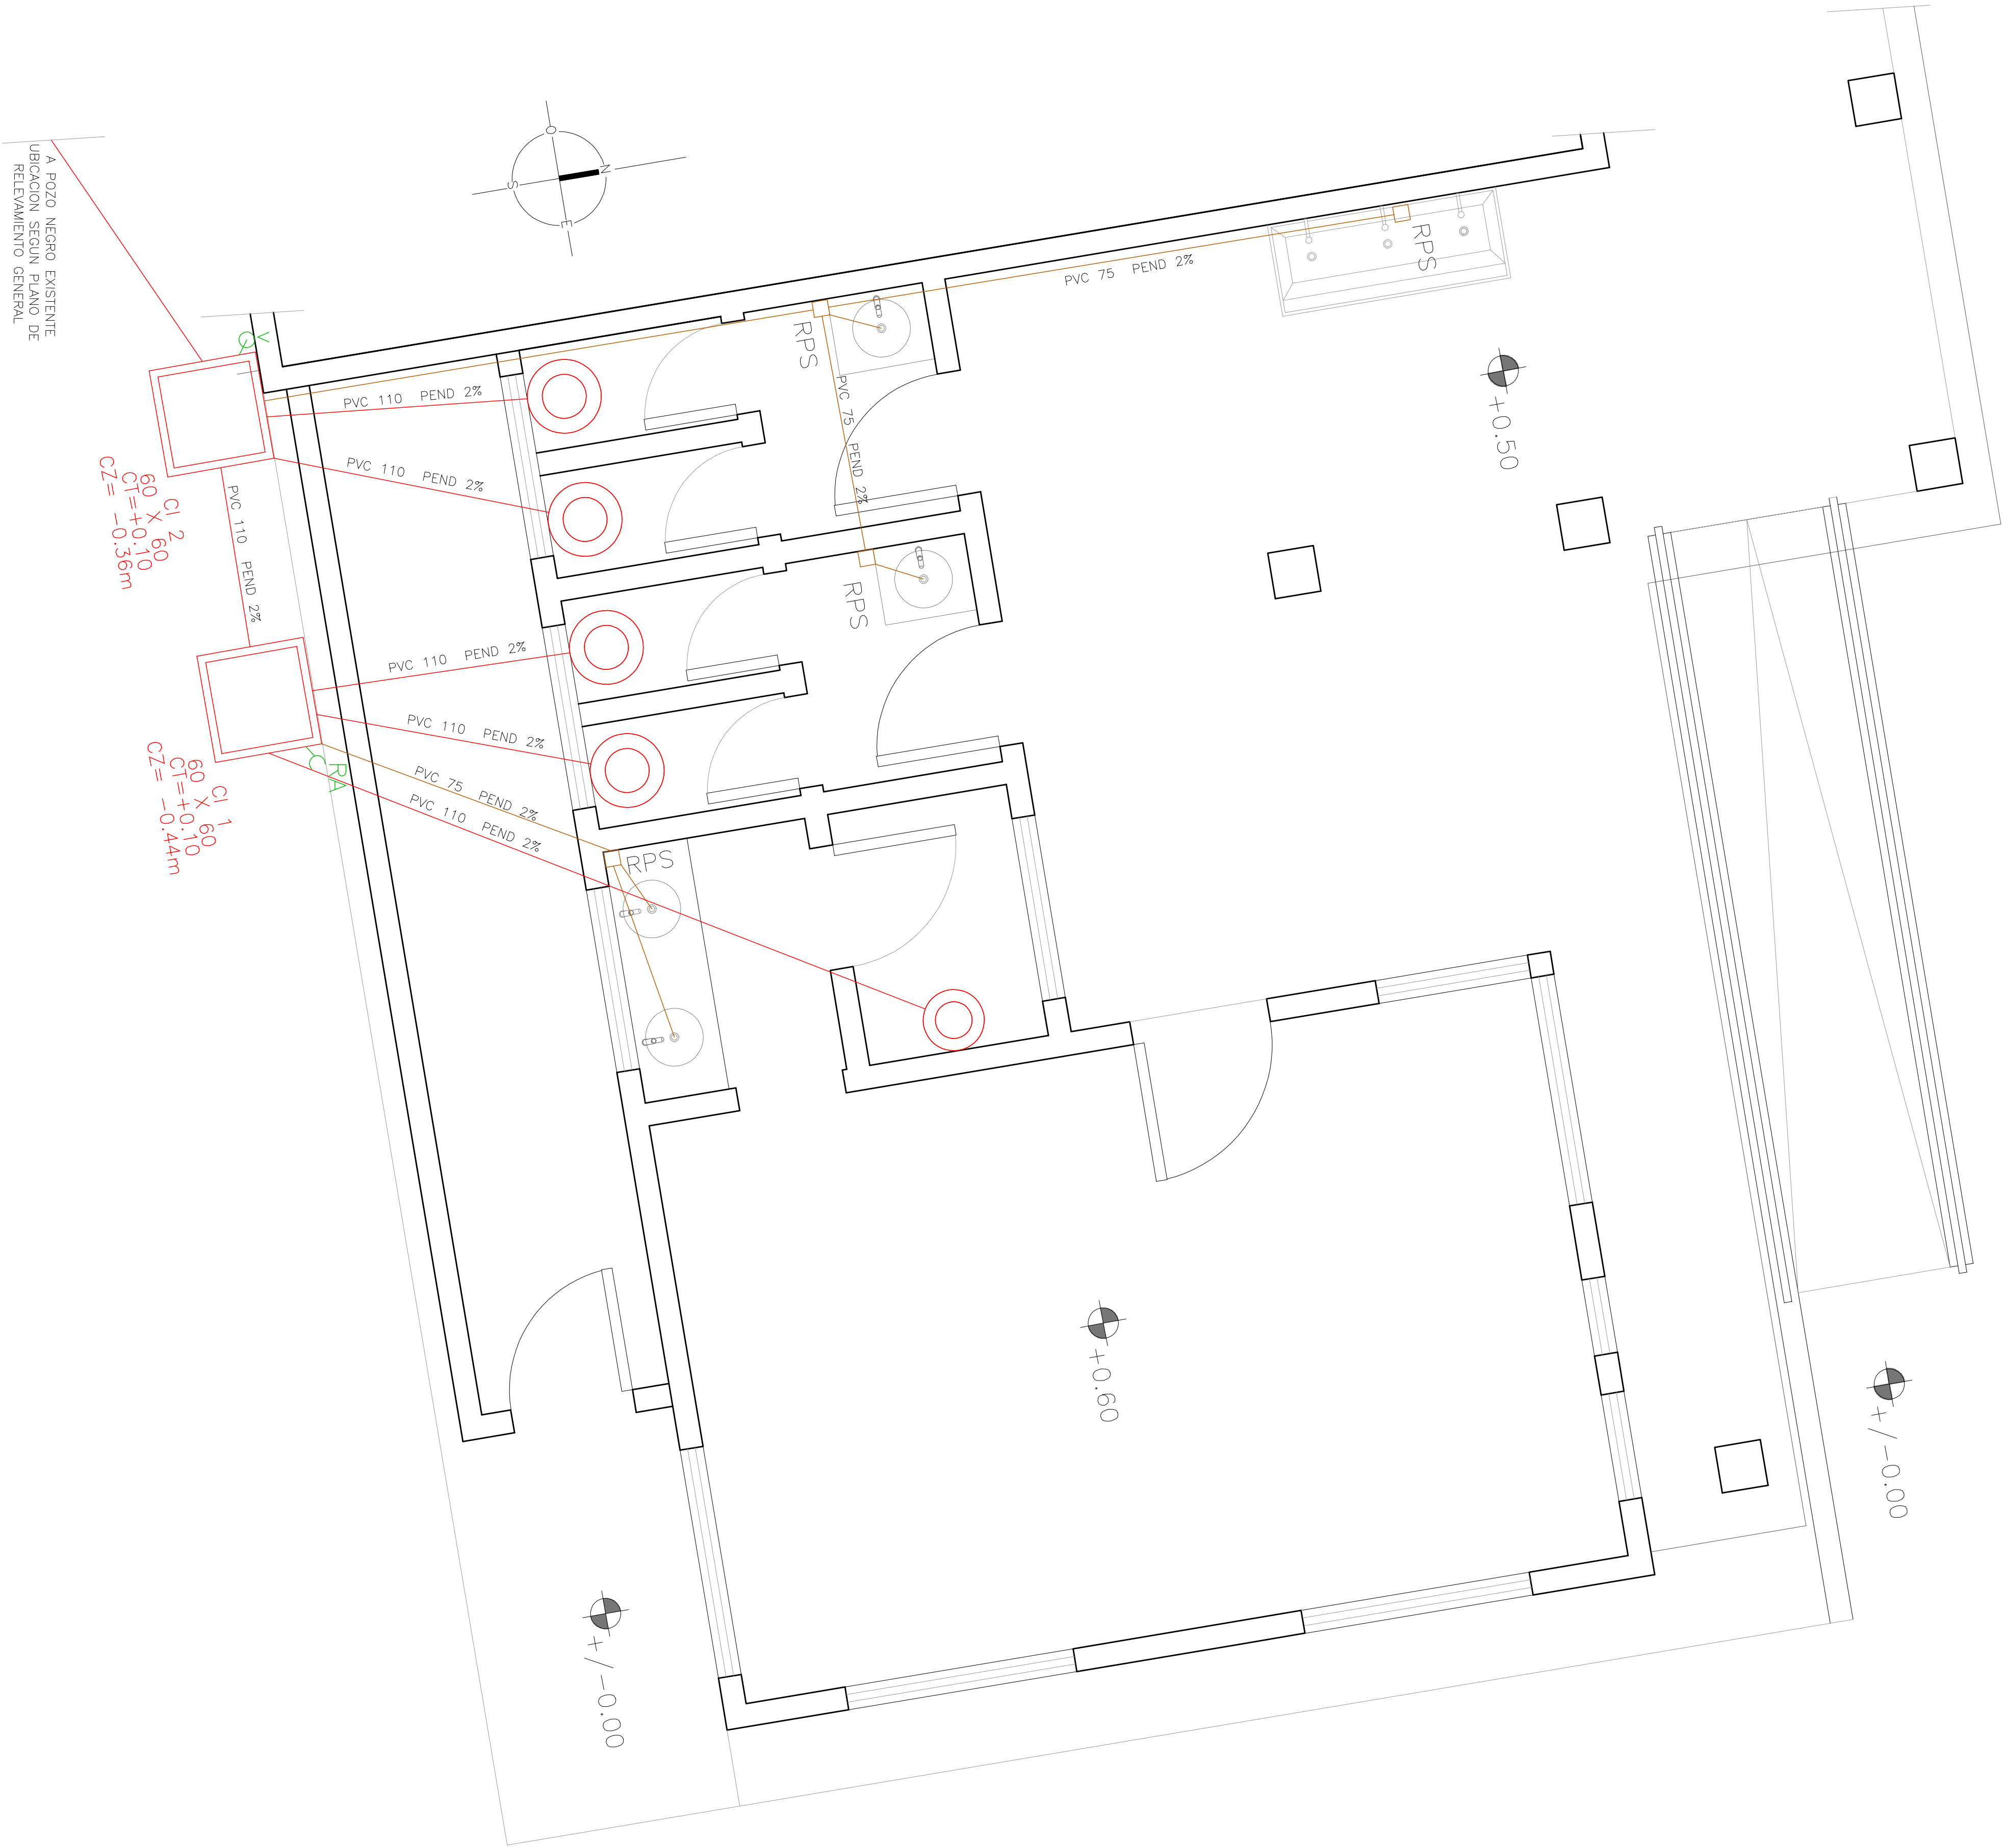 A POZO NEGRO EXISTENTE
UBICACION SEGUN PLANO DE
RELEVAMIENTO GENERAL
O
N
S
E
PVC 75 PEND 2%
RPS
RPS
PVC 75 PEND 2%
RPS
+0.50
V
PVC 110 PEND 2%
PVC 110 PEND 2%
CI 2
60 X 60
CT=+0.10
CZ= -0.36m
PVC 110 PEND 2%
PVC 110 PEND 2%
PVC 110 PEND 2%
PVC 75 PEND 2%
PVC 110 PEND 2%
RPS
RA
CI 1
60 X 60
CT=+0.10
CZ= -0.44m
+0.60
+/-0.00
+/-0.00